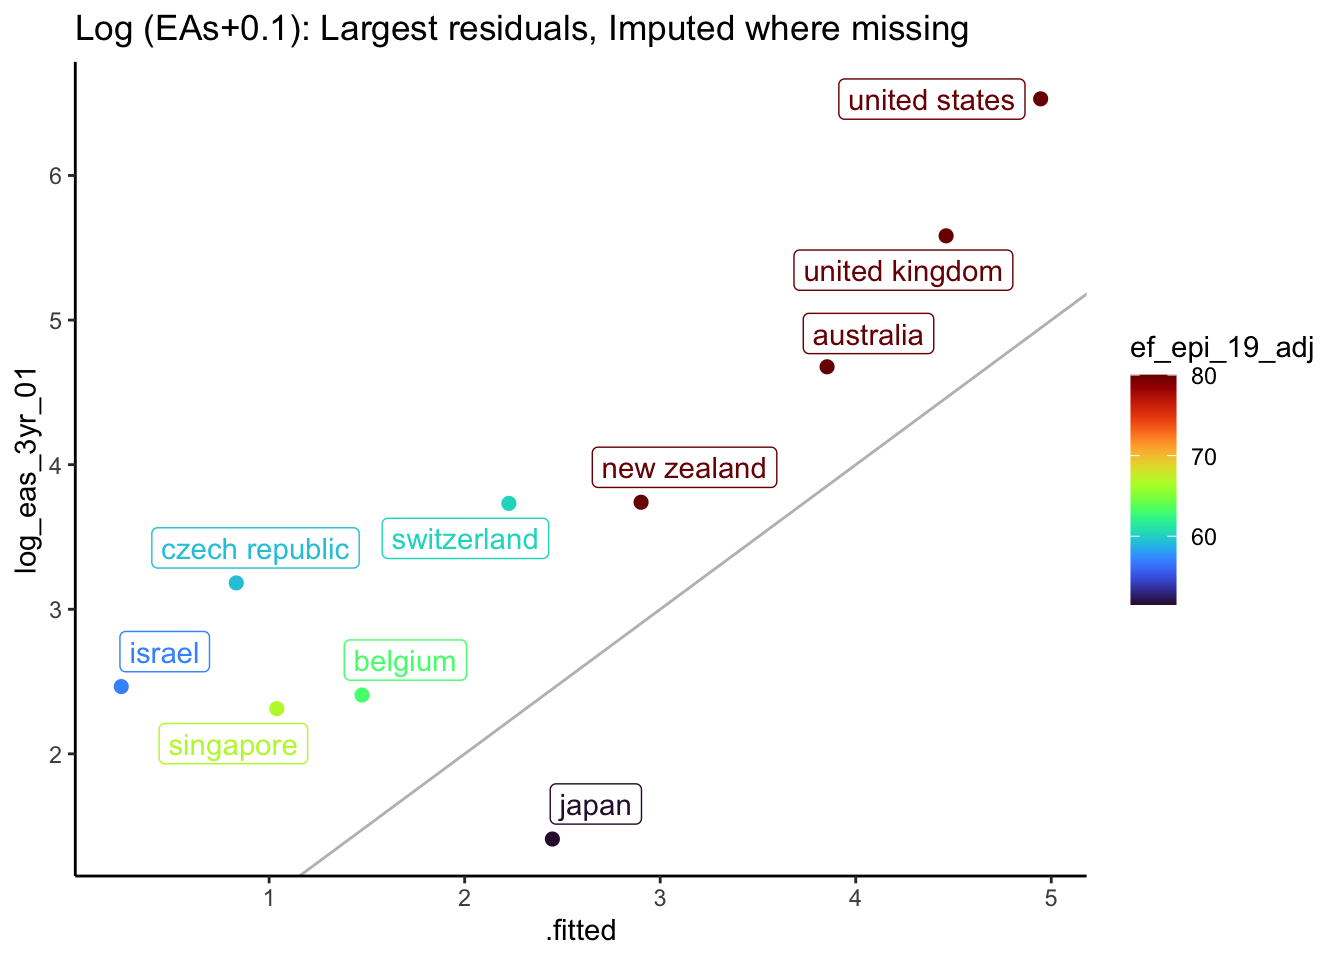 Log (EAs+0.1): Largest residuals, Imputed where missing
united states
united kingdom
australia
new zealand
switzerland
czech republic
israel
belgium
singapore
japan
log_eas_3yr_01
6
5
4
3
2
1
2
3
4
5
.fitted
ef_epi_19_adj
80
70
60